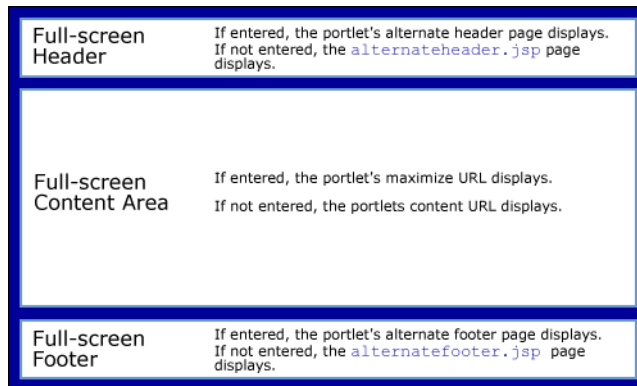 Full-screen
Header
If entered, the portlet's alternate header page displays.
If not entered, the alternateheader.jsp page
displays.
Full-screen
Content Area
If entered, the portlet's maximize URL displays.
If not entered, the portlets content URL displays.
Full-screen
Footer
If entered, the portlet's alternate footer page displays.
If not entered, the alternatefooter.jsp page
displays.